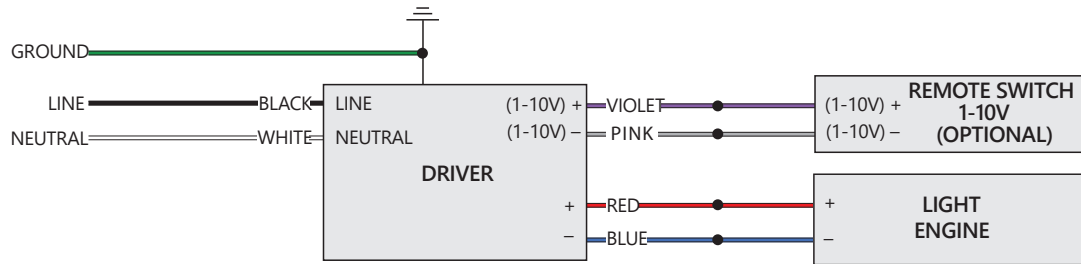 GROUND
LINE BLACK LINE
NEUTRAL WHITE NEUTRAL
DRIVER
(1-10V) + VIOLET (1-10V) +
(1-10V) – PINK (1-10V) –
REMOTE SWITCH
1-10V
(OPTIONAL)
+ RED +
– BLUE –
LIGHT
ENGINE